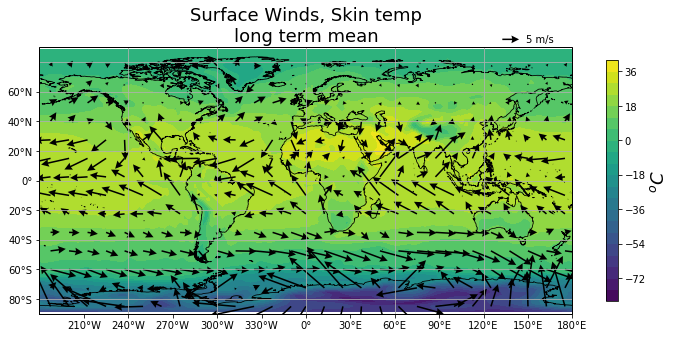 Surface Winds, Skin temp
long term mean
5 m/s
60°N
40°N
20°N
0°
20°S
40°S
60°S
80°S
210°W 240°W 270°W 300°W 330°W 0° 30°E 60°E 90°E 120°E 150°E 180°E
36
18
0
−18
−36
−54
−72
°C